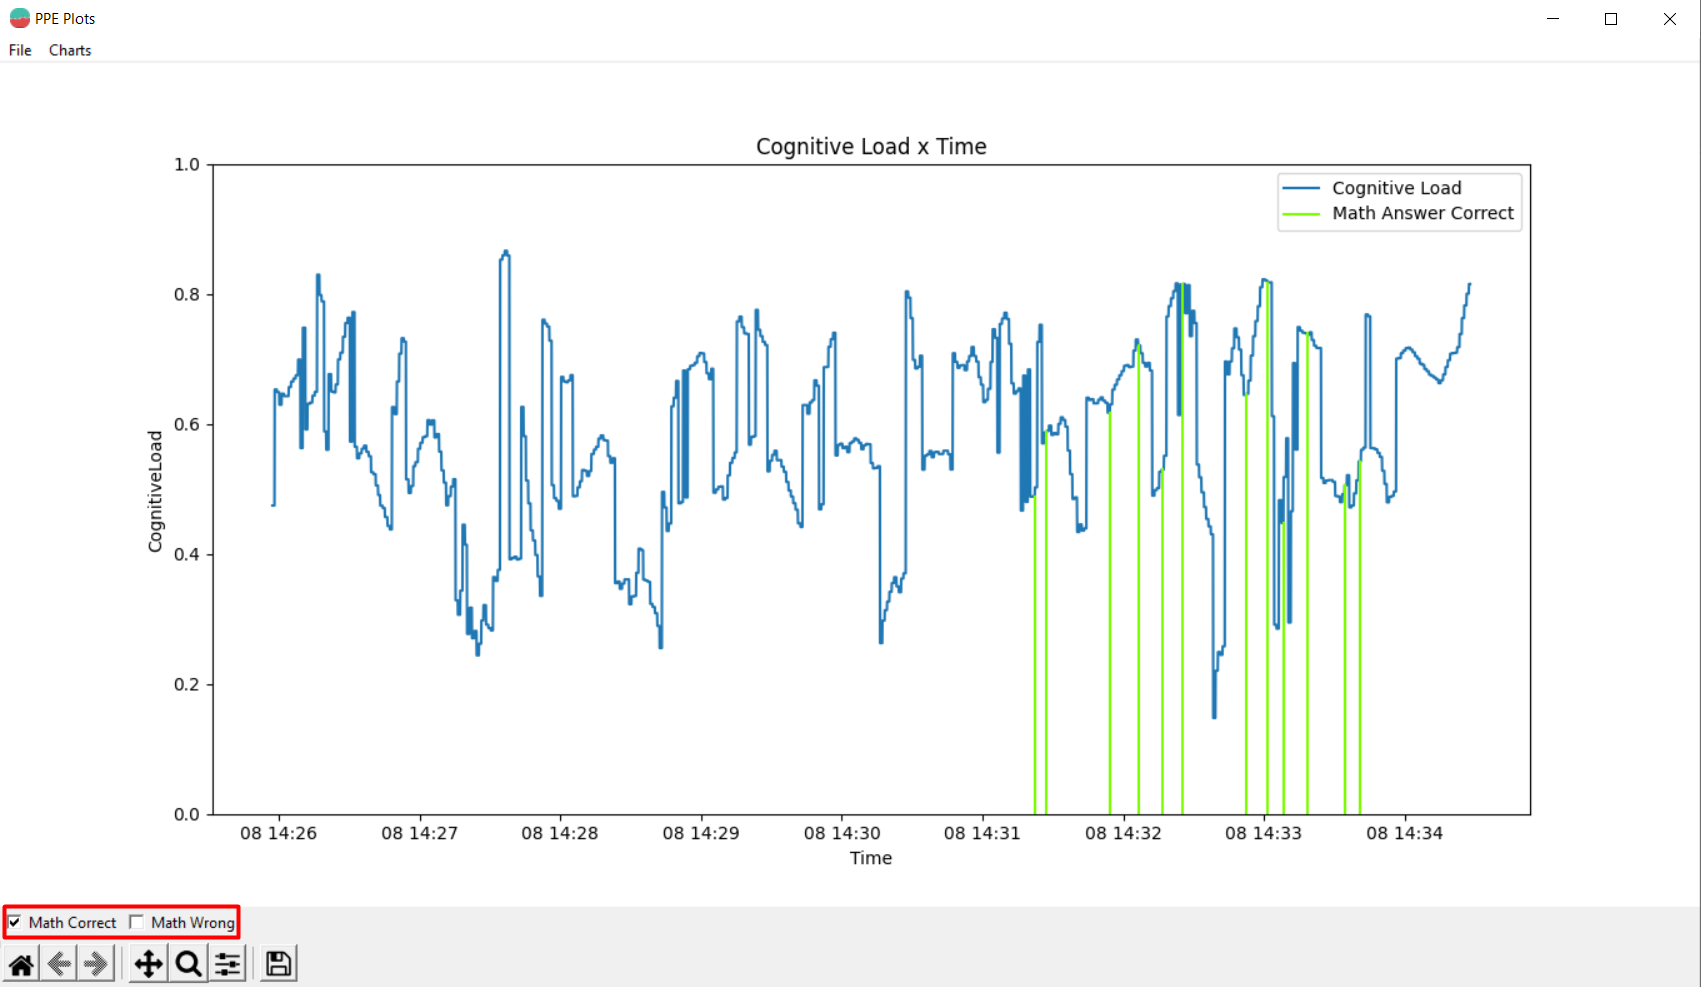 PPE Plots
File Charts
Cognitive Load x Time
Cognitive Load
Math Answer Correct
1.0
0.8
0.6
0.4
0.2
0.0
CognitiveLoad
08 14:26 08 14:27 08 14:28 08 14:29 08 14:30 08 14:31 08 14:32 08 14:33 08 14:34
Time
Math Correct Math Wrong